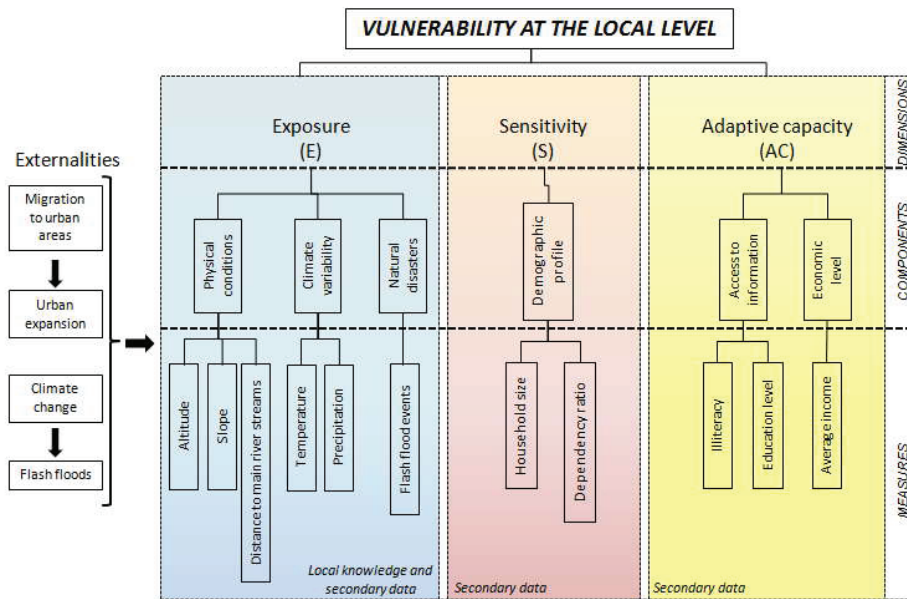 VULNERABILITY AT THE LOCAL LEVEL
Externalities
Migration
to urban
areas
Urban
expansion
Climate
change
Flash floods
Exposure
(E)
Sensitivity
(S)
Adaptive capacity
(AC)
DIMENSIONS
Physical
conditions
Climate
variability
Natural
disasters
Demographic
profile
Access to
information
Economic
level
COMPONENTS
Altitude
Slope
Distance to main river streams
Temperature
Precipitation
Flash flood events
Household size
Dependency ratio
Illiteracy
Education level
Average income
MEASURES
Local knowledge and
secondary data
Secondary data
Secondary data